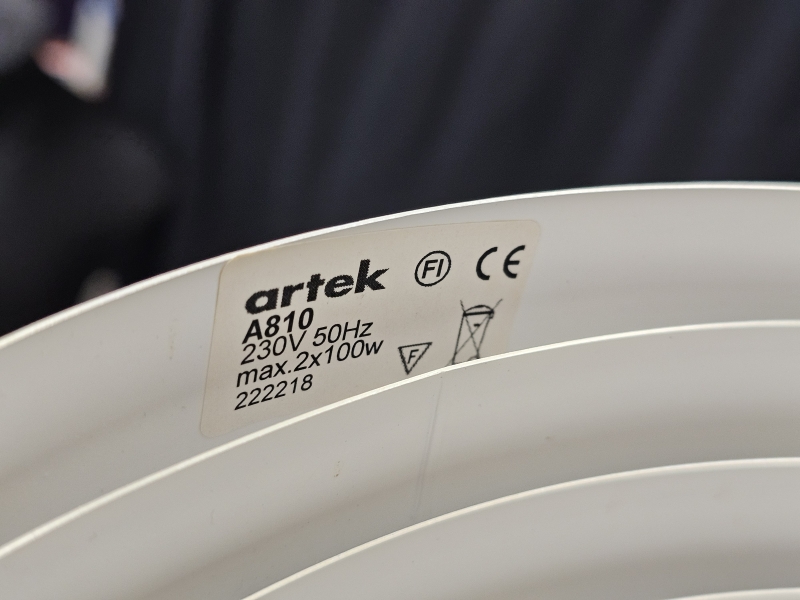 artek FI CE
A810
230V 50Hz
max.2x100w F
222218